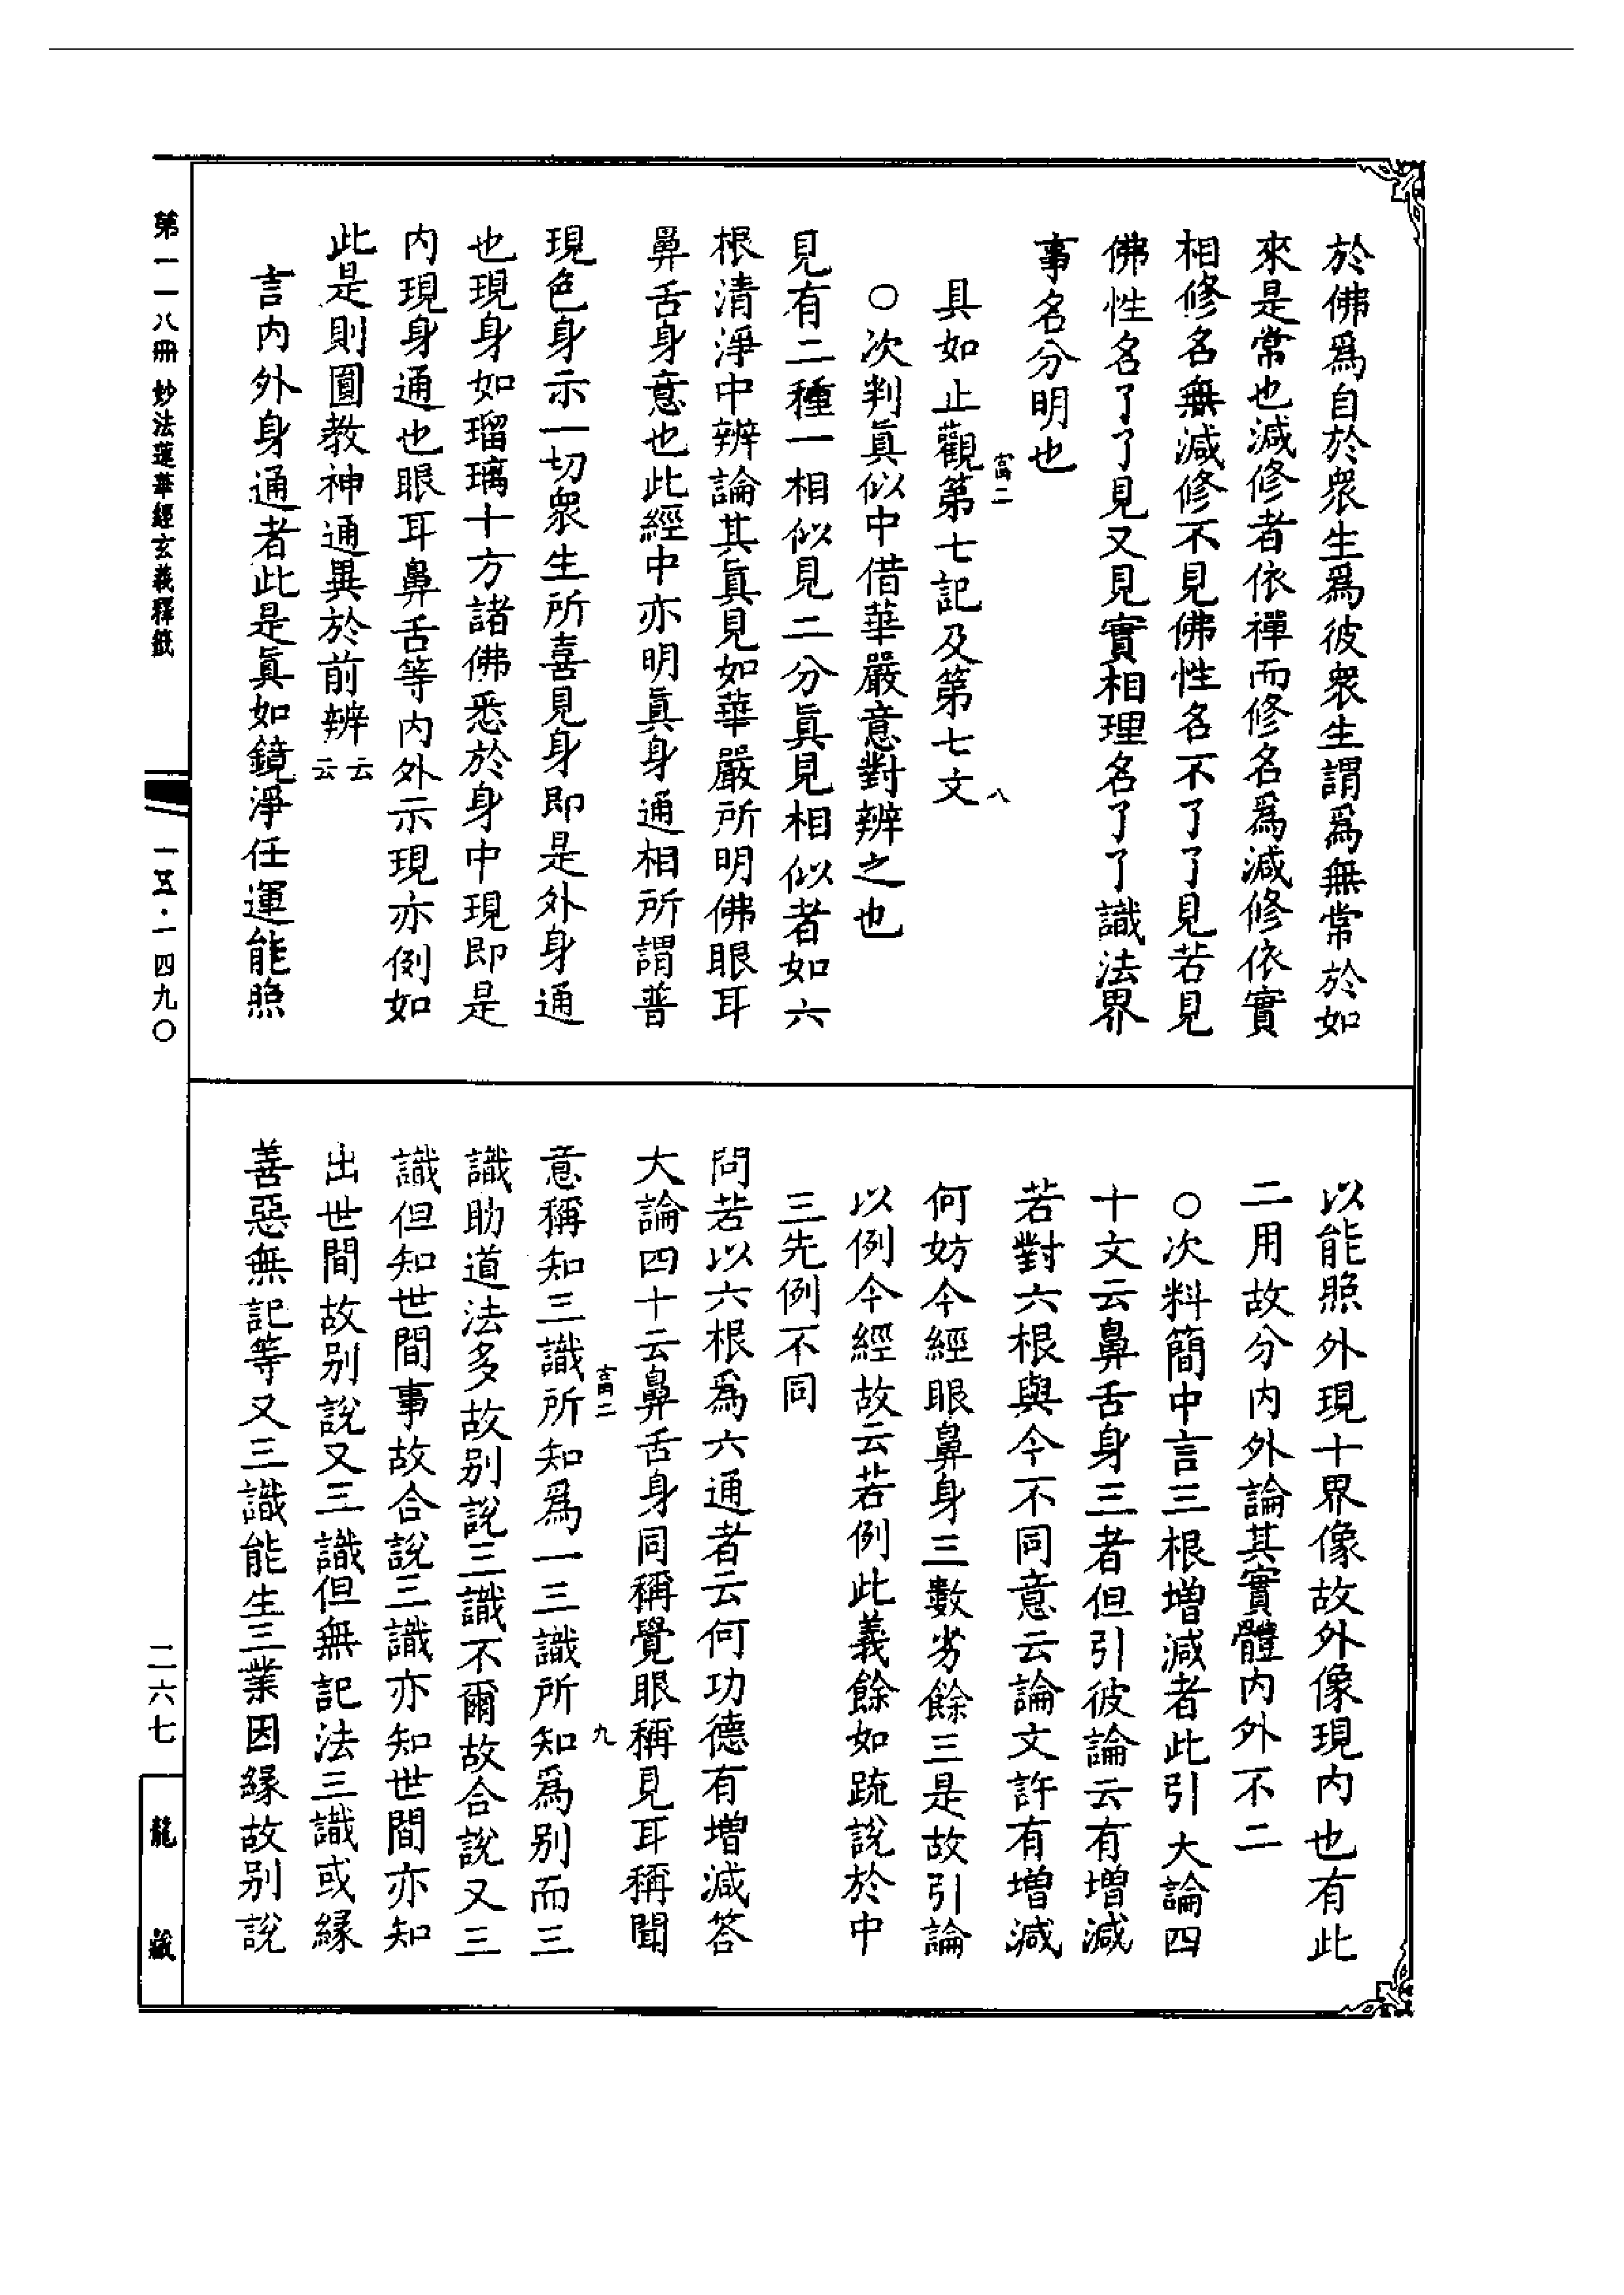 於佛爲自於衆生爲彼衆生謂爲無常於如
來是常也減修者依禪而修名爲減修依實
相修名無減修不見佛性名不了了見若見
佛性名了了見又見實相理名了了識法界
事名分明也
具如止觀第七記及第七文
富二
八
○次判眞似中借華嚴意對辨之也
見有二種一相似見二分眞見相似者如六
根清淨中辨論其眞見如華嚴所明佛眼耳
鼻舌身意也此經中亦明眞身通相所謂普
現色身示一切衆生所喜見身即是外身通
也現身如瑠璃十方諸佛悉於身中現即是
內現身通也眼耳鼻舌等內外示現亦例如
此是則圓教神通異於前辨云云
言內外身通者此是眞如鏡淨任運能照
以能照外現十界像故外像現內也有此
二用故分內外論其實體內外不二
○次料簡中言三根增減者此引大論四
十文云鼻舌身三者但引彼論云有增減
若對六根與今不同意云論文許有增減
何妨今經眼鼻身三數劣餘三是故引論
以例今經故云若例此義餘如疏說於中
三先例不同
問若以六根爲六通者云何功德有增減答
大論四十云鼻舌身同稱覺眼稱見耳稱聞
富二
九
意稱知三識所知爲一三識所知爲別而三
識助道法多故別說三識不爾故合說又三
識但知世間事故合說三識亦知世間亦知
出世間故別說又三識但無記法三識或緣
善惡無記等又三識能生三業因緣故別說
第一一八冊 妙法蓮華經玄義釋籤
一五·一四九○
二六七
龍藏